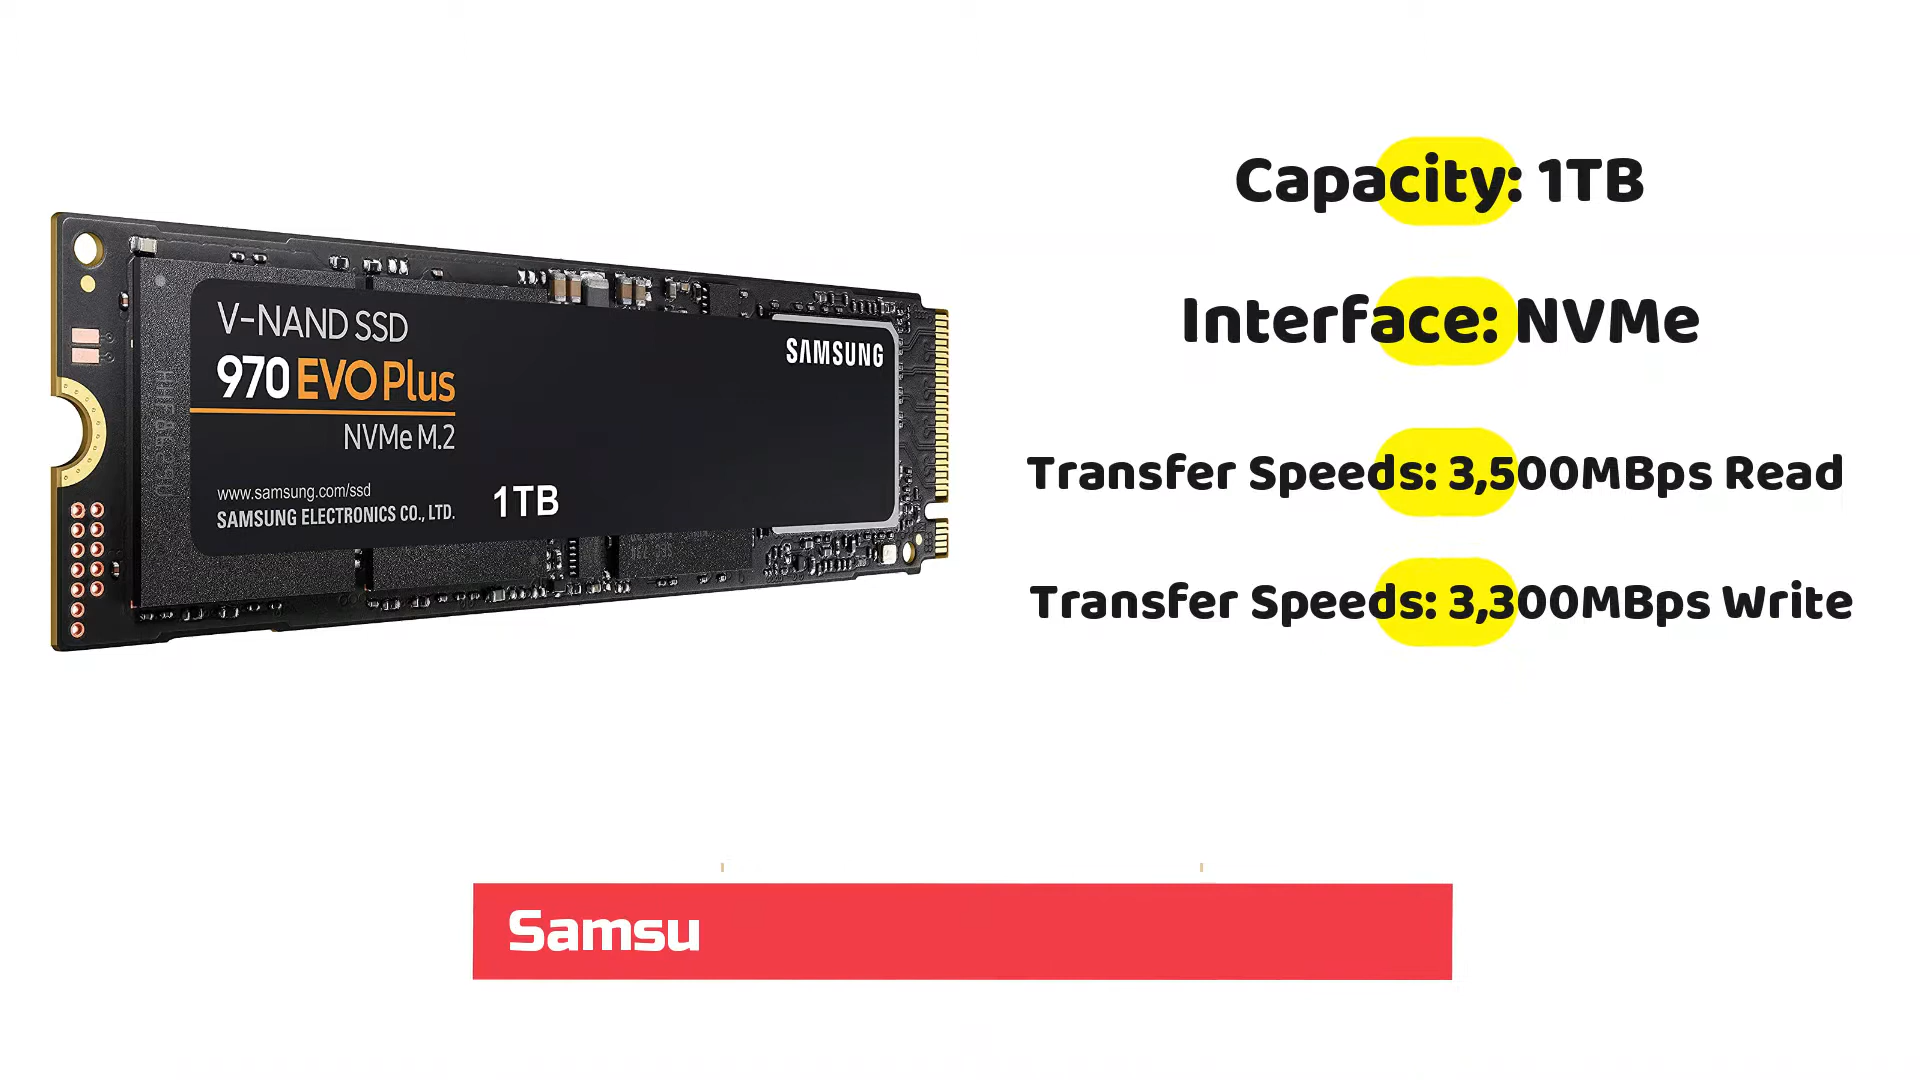 V-NAND SSD
970 EVO Plus
NVMe M.2
www.samsung.com/ssd
SAMSUNG ELECTRONICS CO., LTD.
1TB
SAMSUNG
Capacity: 1TB
Interface: NVMe
Transfer Speeds: 3,500MBps Read
Transfer Speeds: 3,300MBps Write
Samsu